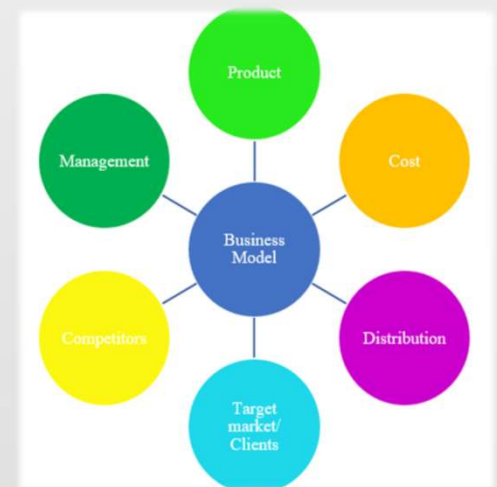 Product
Management
Cost
Business
Model
Competitors
Distribution
Target
market/
Clients